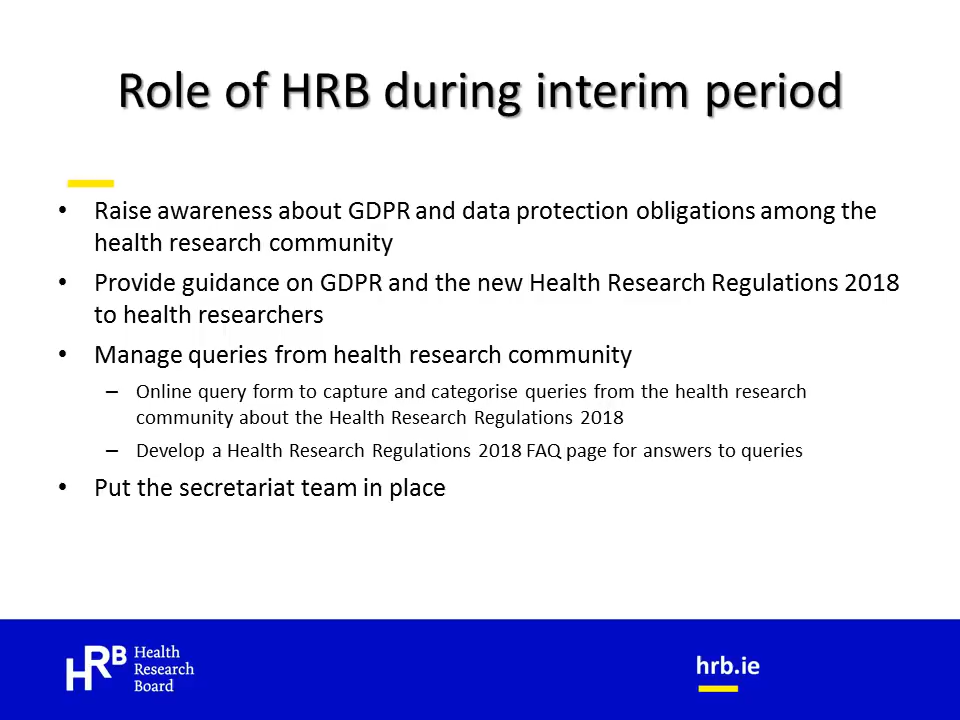 Role of HRB during interim period
• Raise awareness about GDPR and data protection obligations among the
health research community
• Provide guidance on GDPR and the new Health Research Regulations 2018
to health researchers
• Manage queries from health research community
– Online query form to capture and categorise queries from the health research
community about the Health Research Regulations 2018
– Develop a Health Research Regulations 2018 FAQ page for answers to queries
• Put the secretariat team in place
HRB
Health
Research
Board
hrb.ie